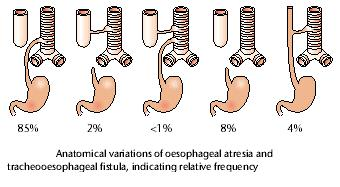 85% 2% <1% 8% 4%
Anatomical variations of oesophageal atresia and
tracheooesophageal fistula, indicating relative frequency